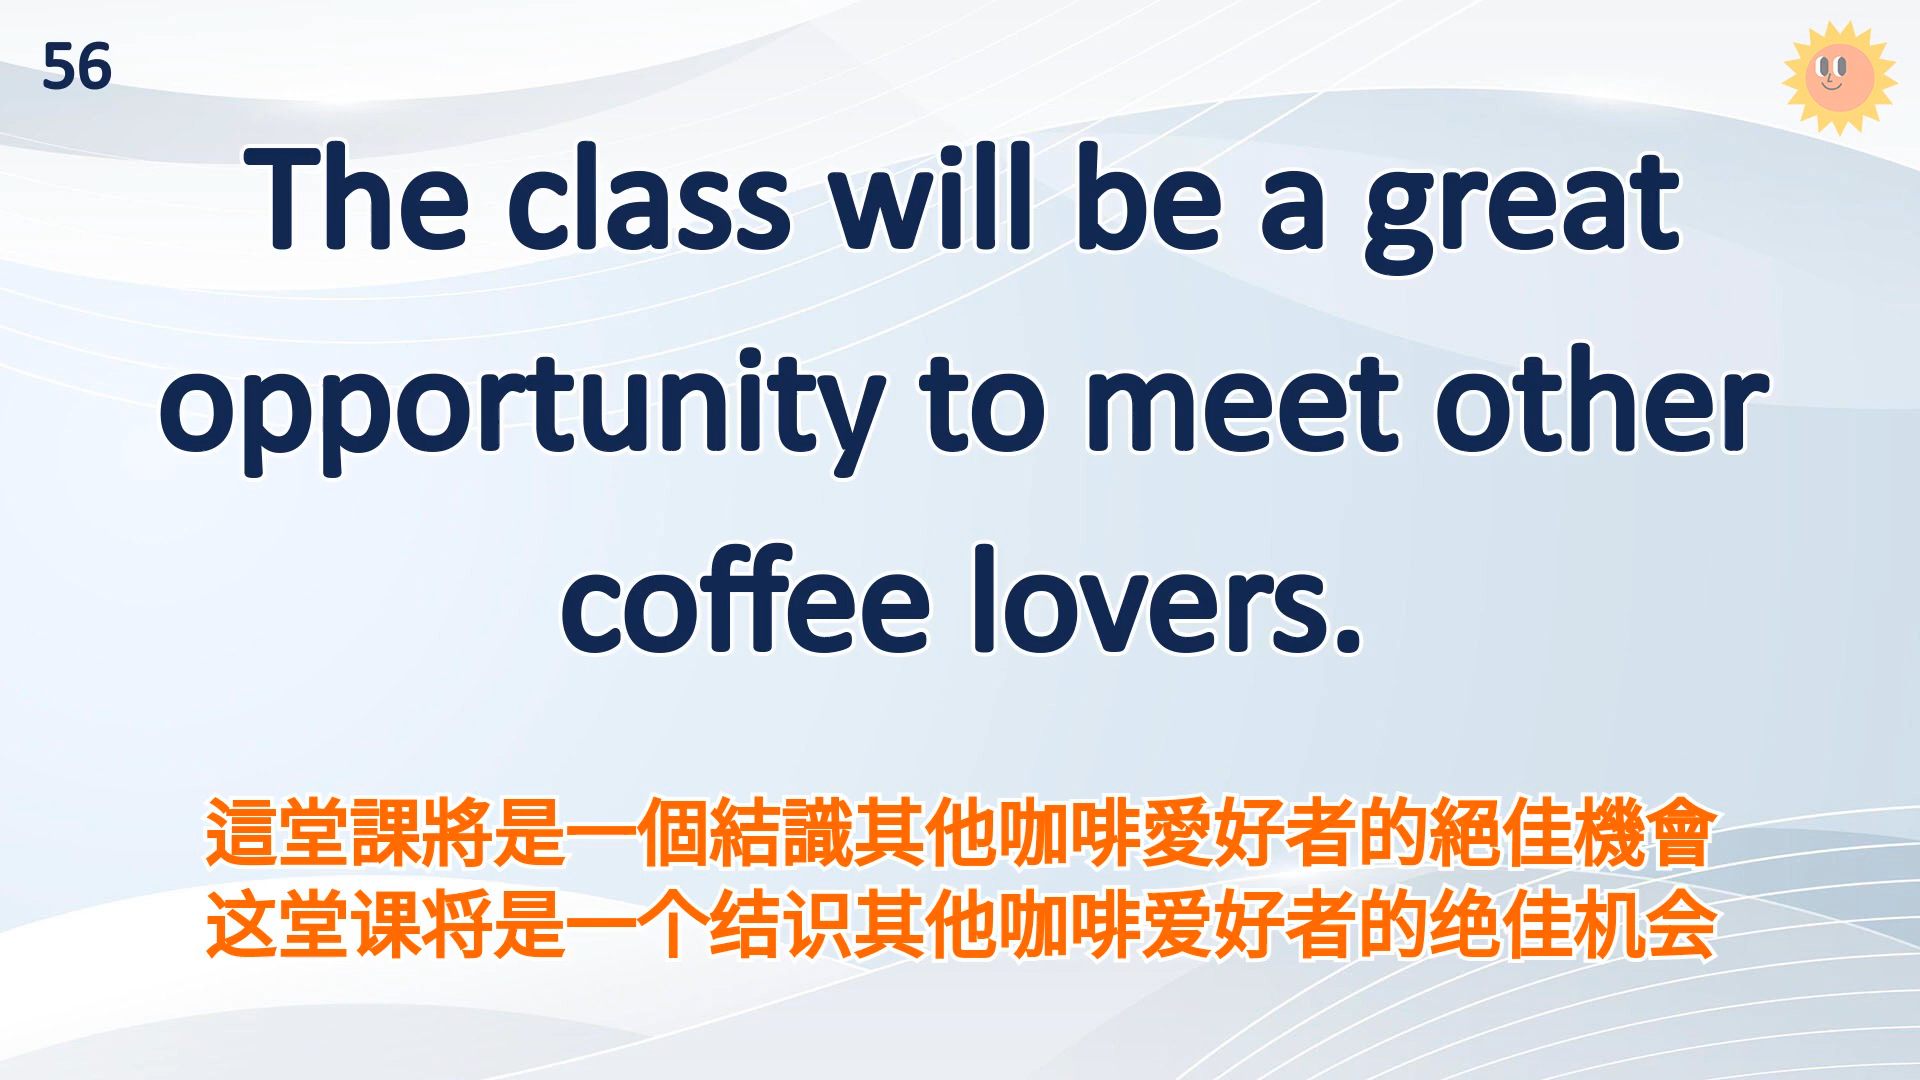 56
The class will be a great
opportunity to meet other
coffee lovers.
這堂課將是一個結識其他咖啡愛好者的絕佳機會
这堂课将是一个结识其他咖啡爱好者的绝佳机会